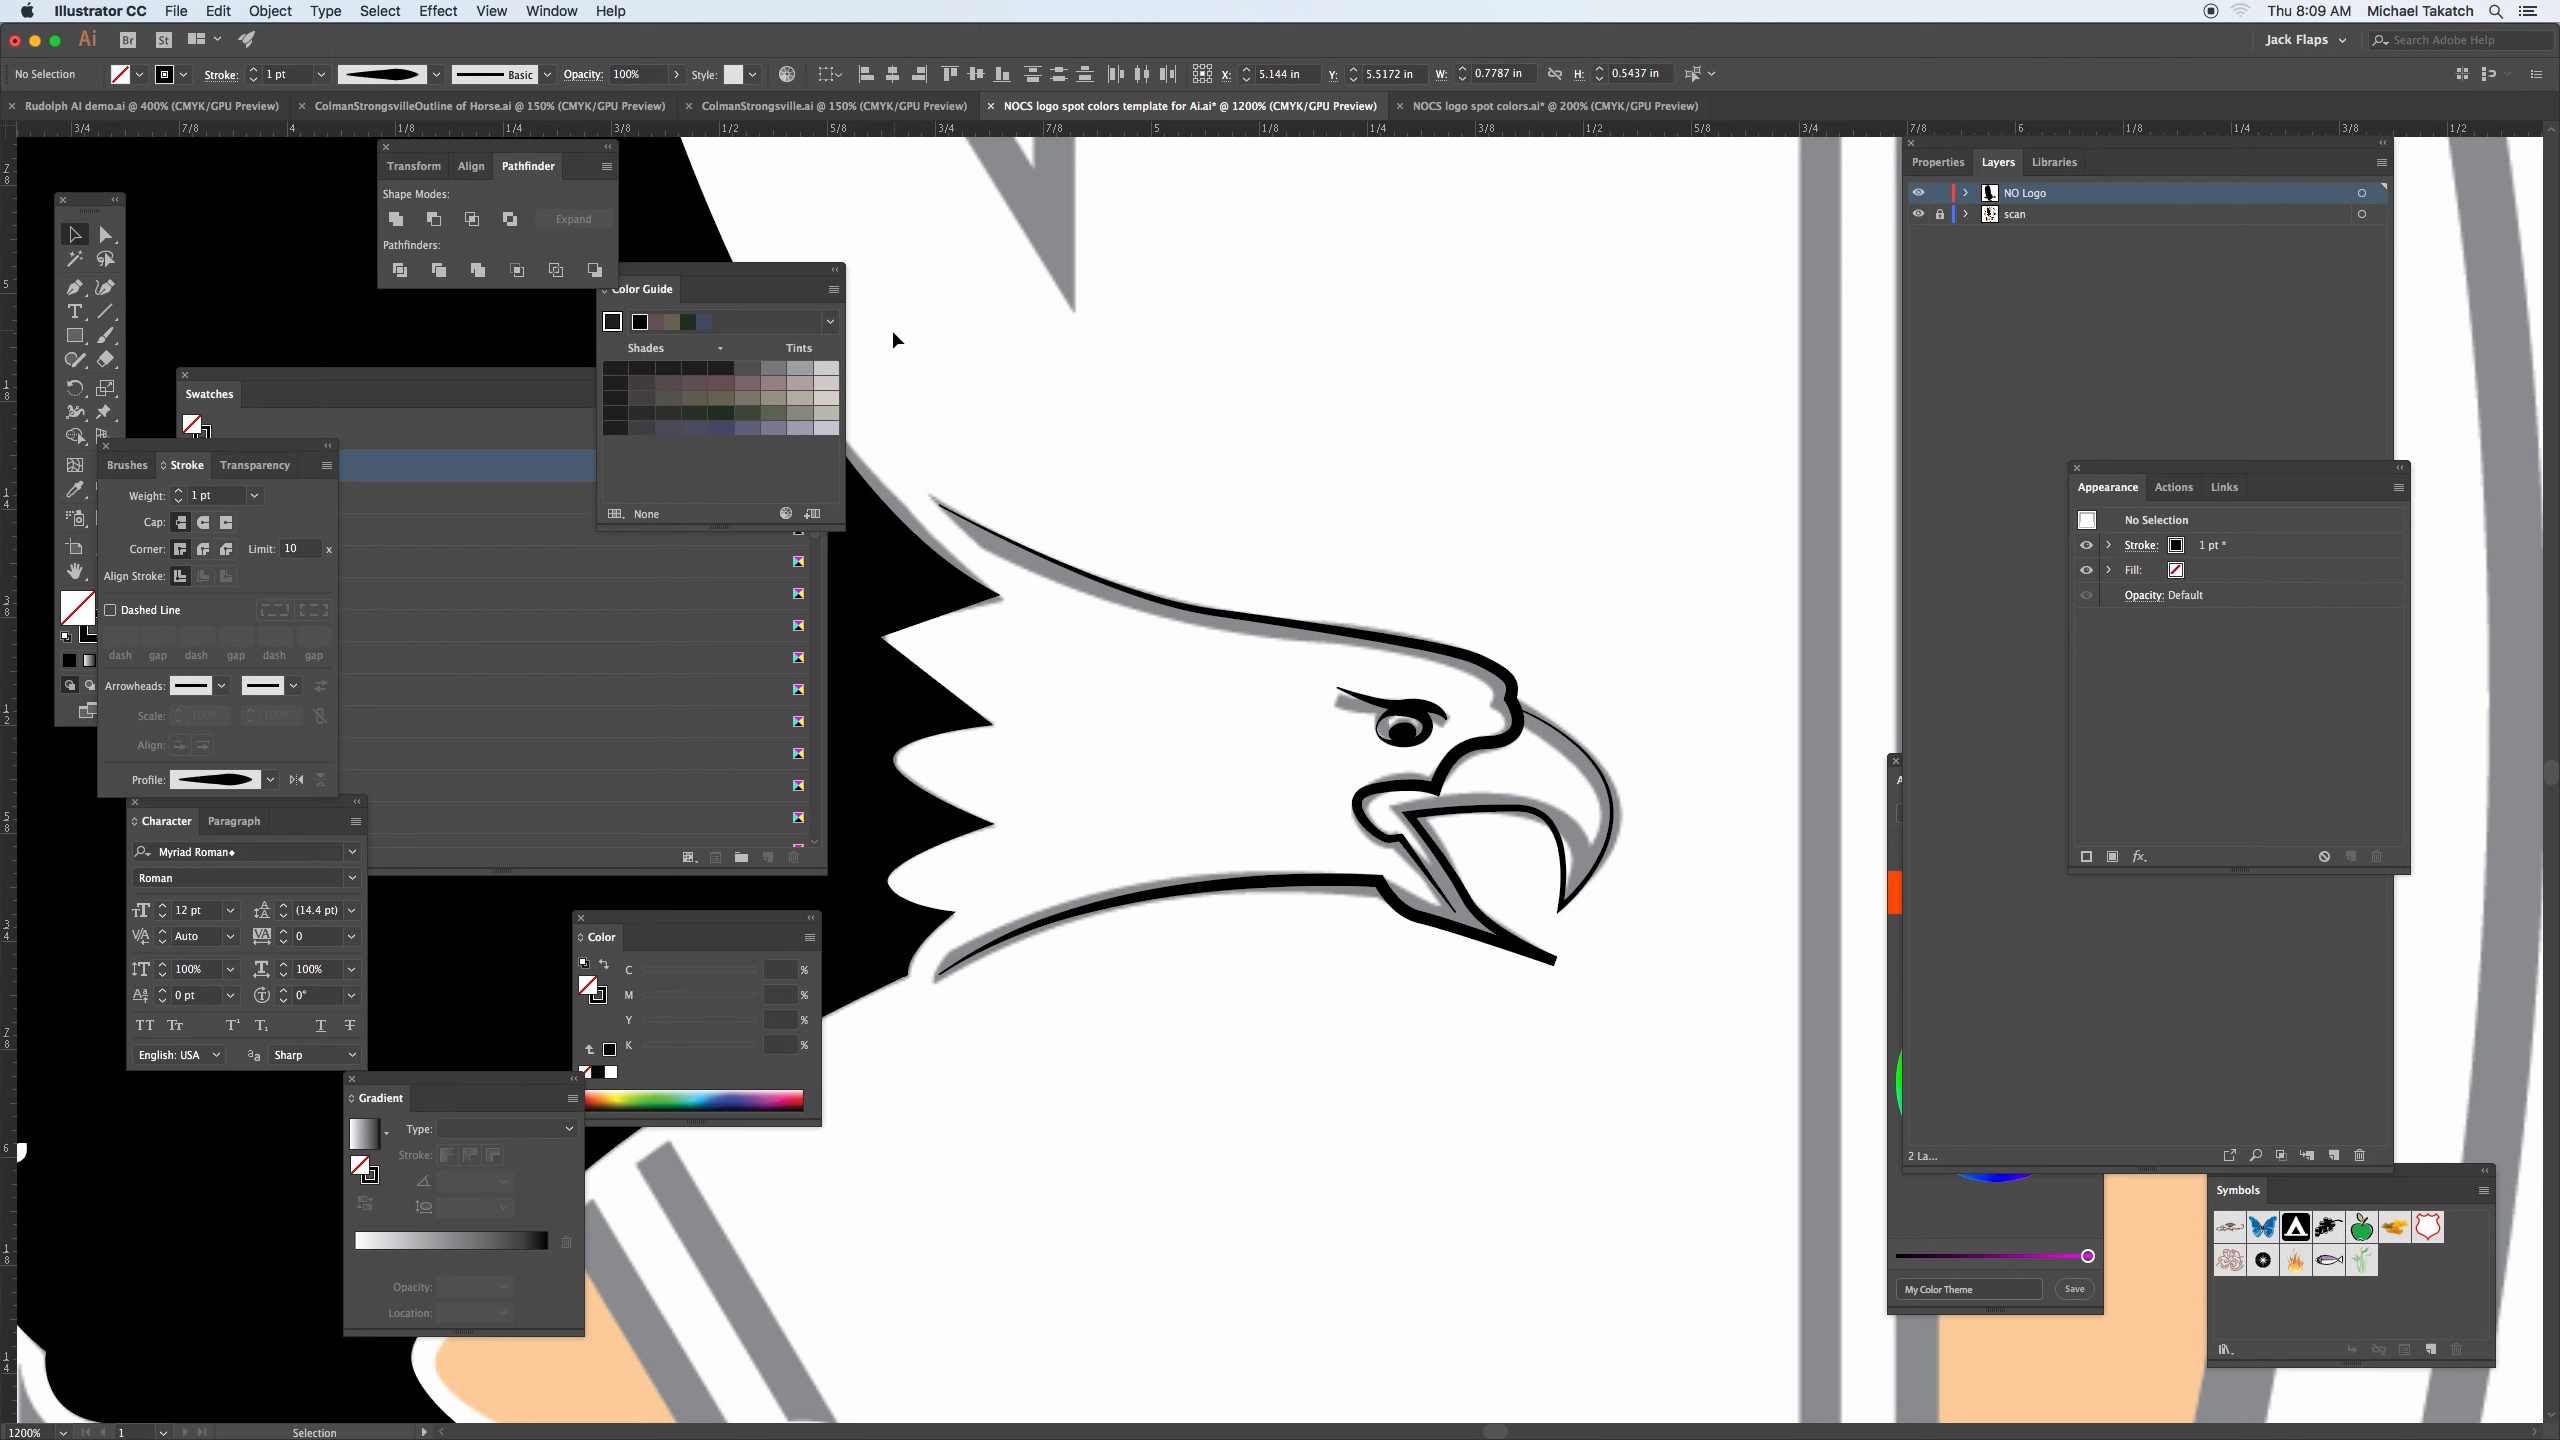 Illustrator CC File Edit Object Type Select Effect View Window Help Thu 8:09 AM Michael Takatch
Ai Br St Jack Flaps Search Adobe Help
No Selection Stroke: 1 pt Basic Opacity: 100% Style: X: 5.144 in Y: 5.5172 in W: 0.7787 in H: 0.5437 in
Rudolph AI demo.ai @ 400% (CMYK/GPU Preview) ColmanStrongsvilleOutline of Horse.ai @ 150% (CMYK/GPU Preview) ColmanStrongsville.ai @ 150% (CMYK/GPU Preview) NOCS logo spot colors template for Ai.ai* @ 1200% (CMYK/GPU Preview) NOCS logo spot colors.ai* @ 200% (CMYK/GPU Preview)
3/4 7/8 4 1/8 1/4 3/8 1/2 5/8 3/4 7/8 5 1/8 1/4 3/8 1/2 5/8 3/4 7/8 6 1/8 1/4 3/8 1/2
Transform Align Pathfinder
Shape Modes:
Expand
Pathfinders:
Color Guide
Shades Tints
None
Swatches
Brushes Stroke Transparency
Weight: 1 pt
Cap:
Corner: Limit: 10 x
Align Stroke:
Dashed Line
dash gap dash gap dash gap
Arrowheads:
Scale: 100% 100%
Align:
Profile:
Character Paragraph
Myriad Roman
Roman
12 pt (14.4 pt)
Auto 0
100% 100%
0 pt 0°
TT Tt T¹ T₁ T T
English: USA aa Sharp
Color
C %
M %
Y %
K %
Gradient
Type:
Stroke:
Opacity:
Location:
Properties Layers Libraries
NO Logo
scan
2 La...
Appearance Actions Links
No Selection
Stroke: 1 pt *
Fill:
Opacity: Default
fx
My Color Theme Save
Symbols
1200% 1 Selection